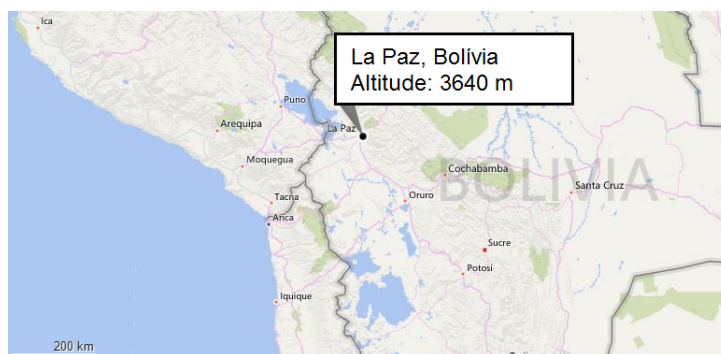 Ica
La Paz, Bolívia
Altitude: 3640 m
Puno
La Paz
Arequipa
Moquegua
Cochabamba
BOLIVIA
Santa Cruz
Tacna
Oruro
Arica
Sucre
Potosí
Iquique
200 km